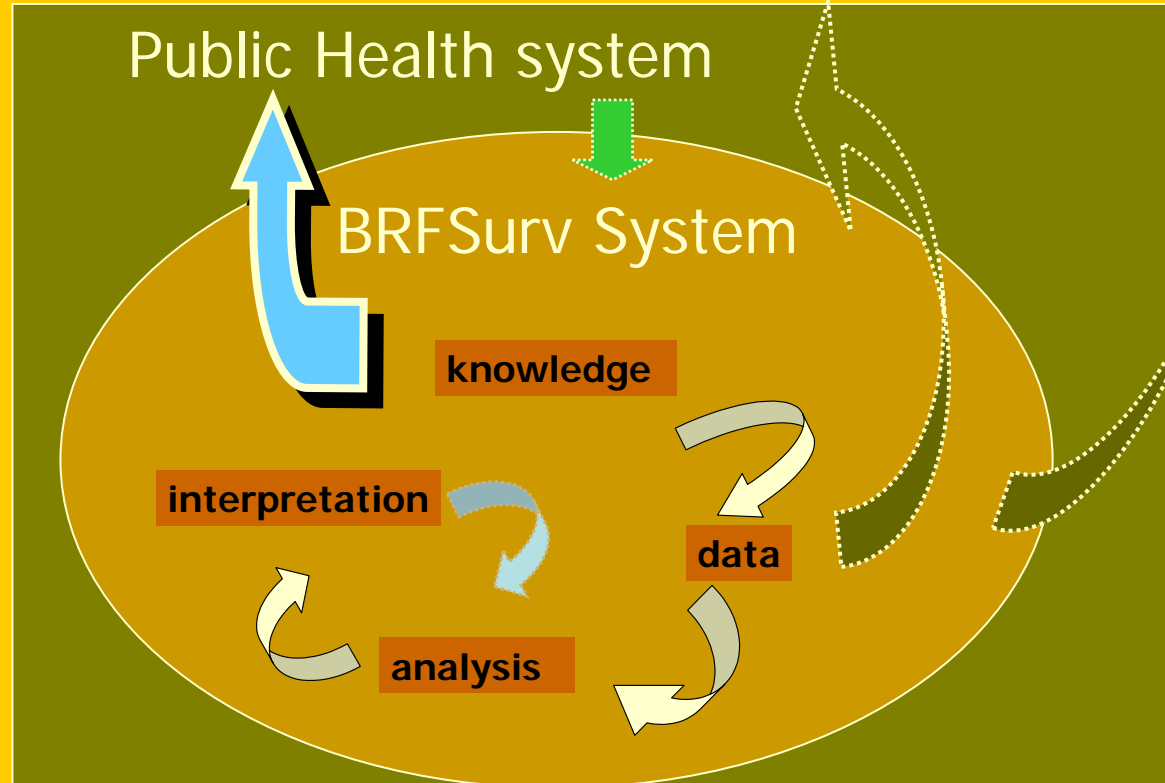 Public Health system
BRFSurv System
knowledge
interpretation
data
analysis